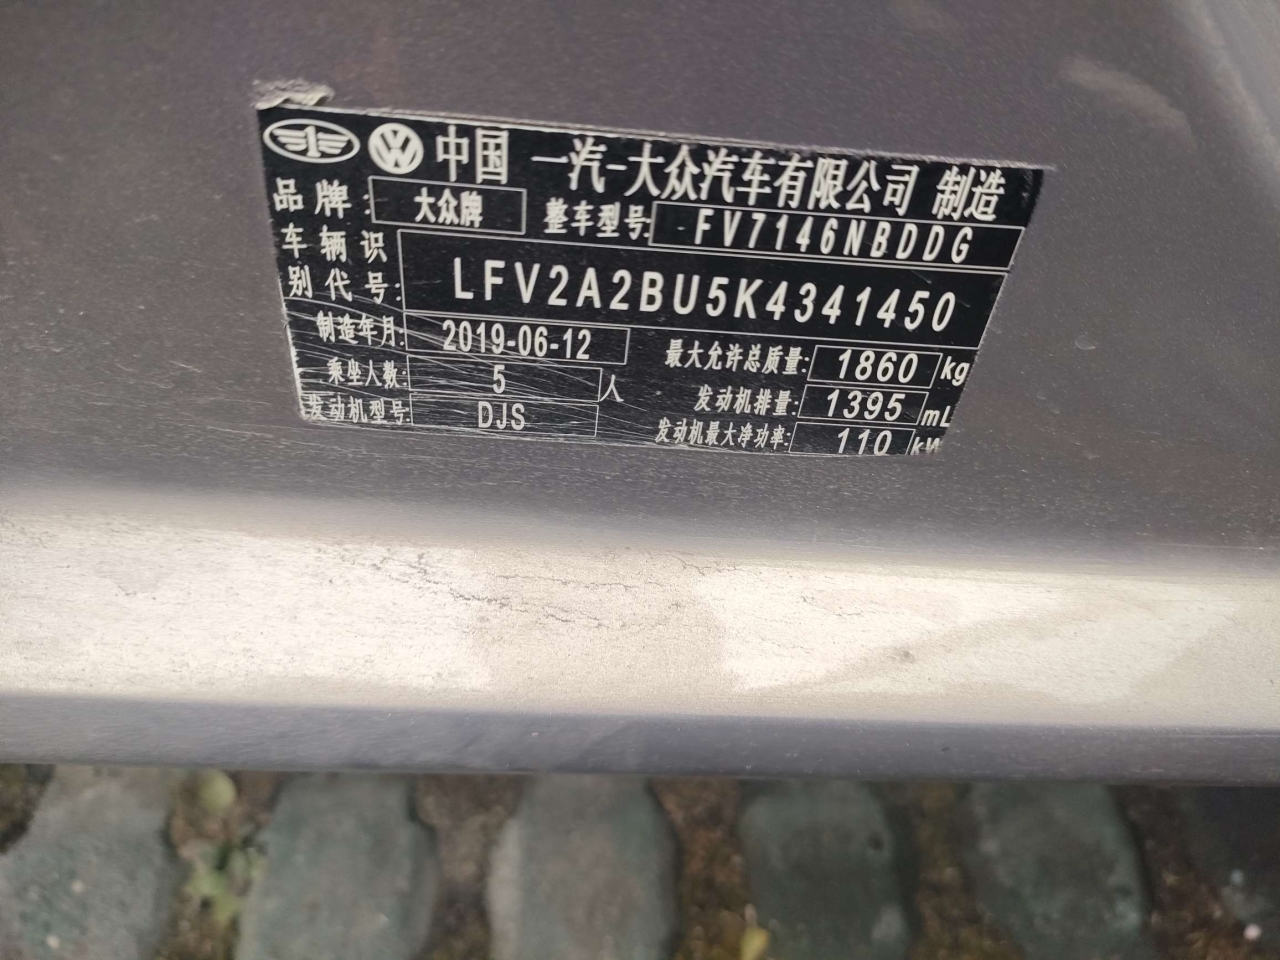 中国 一汽-大众汽车有限公司 制造
品牌: 大众牌 整车型号: FV7146NBDDG
车辆识别代号: LFV2A2BU5K4341450
制造年月: 2019-06-12 最大允许总质量: 1860 kg
乘坐人数: 5 人 发动机排量: 1395 mL
发动机型号: DJS 发动机最大净功率: 110 kW